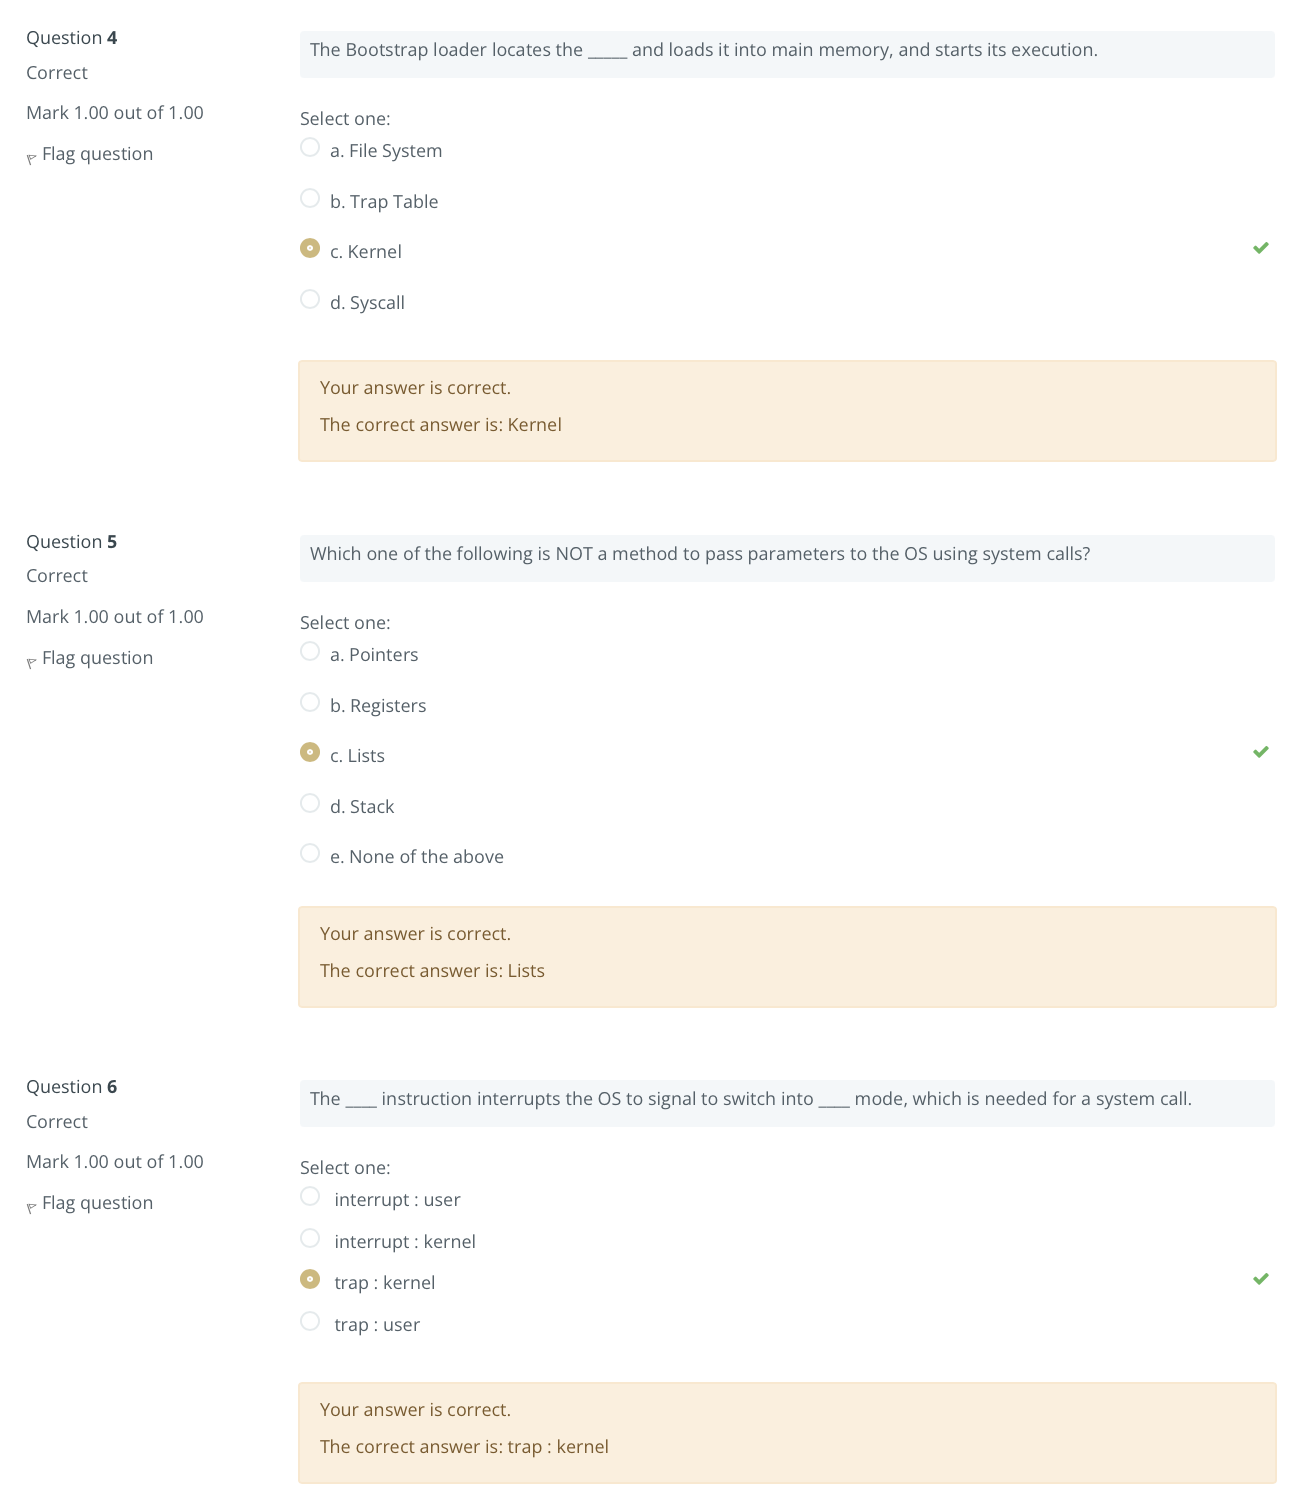 Question 4
Correct
Mark 1.00 out of 1.00
Flag question
The Bootstrap loader locates the _____ and loads it into main memory, and starts its execution.
Select one:
a. File System
b. Trap Table
c. Kernel
d. Syscall
Your answer is correct.
The correct answer is: Kernel
Question 5
Correct
Mark 1.00 out of 1.00
Flag question
Which one of the following is NOT a method to pass parameters to the OS using system calls?
Select one:
a. Pointers
b. Registers
c. Lists
d. Stack
e. None of the above
Your answer is correct.
The correct answer is: Lists
Question 6
Correct
Mark 1.00 out of 1.00
Flag question
The ____ instruction interrupts the OS to signal to switch into ____ mode, which is needed for a system call.
Select one:
interrupt : user
interrupt : kernel
trap : kernel
trap : user
Your answer is correct.
The correct answer is: trap : kernel